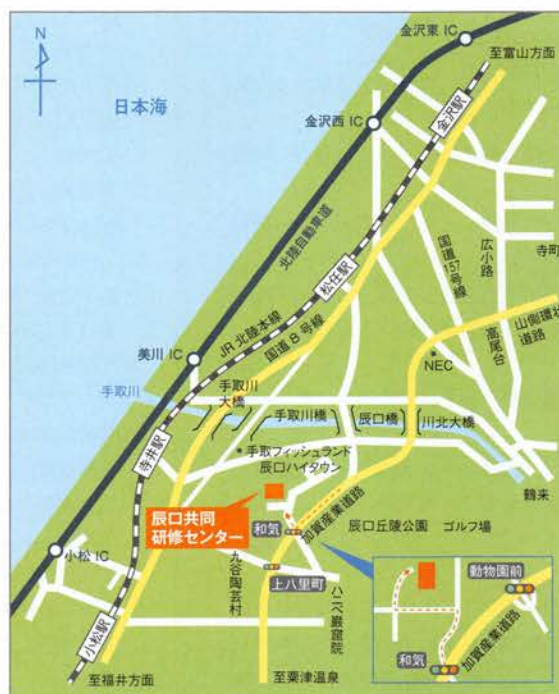 N
日本海
金沢東 IC
至富山方面
金沢西 IC
金沢駅
北陸自動車道
国道157号線
広小路
寺町
松任駅
JR 北陸本線
国道8号線
美川 IC
山側環状
道路
高尾台
NEC
手取川
手取川
大橋
手取川橋
辰口橋
川北大橋
寺井駅
手取フィッシュランド
辰口ハイタウン
鶴来
辰口共同
研修センター
和気
加賀産業道路
辰口丘陵公園
ゴルフ場
小松 IC
九谷陶芸村
上八里町
ハニベ巌窟院
動物園前
加賀産業道路
和気
小松駅
至福井方面
至粟津温泉